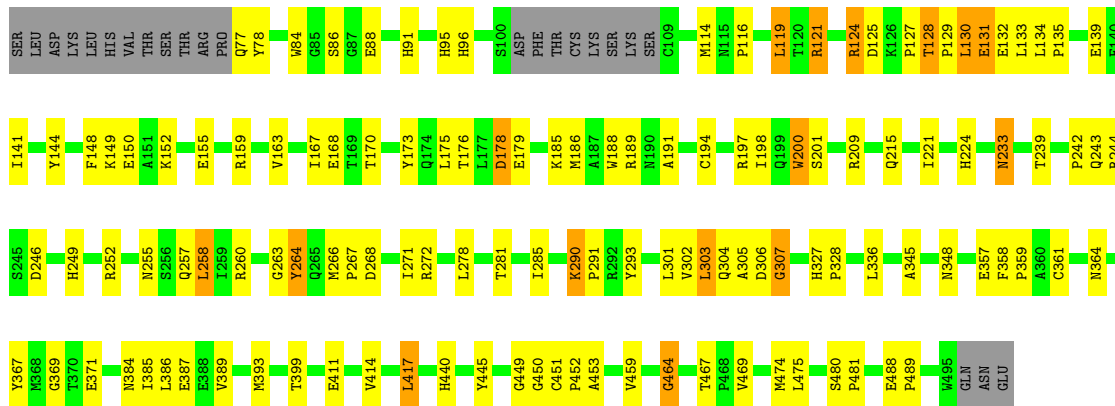 SER LEU ASP LYS LEU HIS VAL THR SER THR ARG PRO Q77 Y78 W84 G85 S86 G87 E88 H91 H95 H96 S100 ASP PHE THR CYS LYS SER LYS SER C109 M114 N115 P116 L119 T120 R121 R124 D125 K126 P127 T128 P129 L130 E131 E132 L133 L134 P135 E139 E140
I141 Y144 F148 K149 E150 A151 K152 E155 R159 V163 I167 E168 T169 T170 Y173 Q174 L175 T176 L177 D178 E179 K185 M186 A187 W188 R189 N190 A191 C194 R197 I198 Q199 W200 S201 R209 Q215 I221 H224 N233 T239 P242 Q243 R244
S245 D246 H249 R252 N255 S256 Q257 L258 I259 R260 G263 Y264 Q265 M266 P267 D268 I271 R272 L278 T281 I285 K290 P291 R292 Y293 L301 V302 L303 Q304 A305 D306 G307 H327 P328 L336 A345 N348 E357 F358 P359 A360 C361 N364
Y367 M368 G369 T370 E371 N384 I385 L386 E387 E388 V389 M393 T399 E411 V414 L417 H440 Y445 G449 G450 C451 P452 A453 V459 G464 T467 P468 V469 M474 L475 S480 P481 E488 P489 W495 GLN ASN GLU